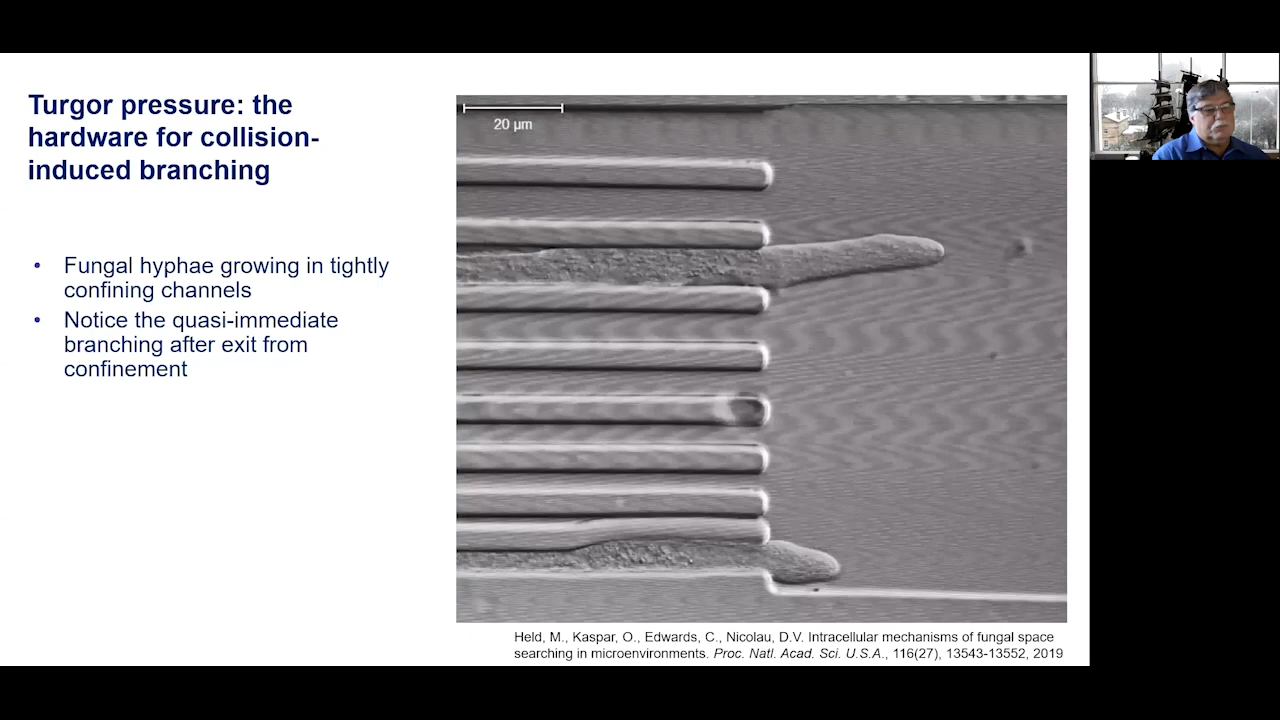 Turgor pressure: the
hardware for collision-
induced branching
• Fungal hyphae growing in tightly
confining channels
• Notice the quasi-immediate
branching after exit from
confinement
20 µm
Held, M., Kaspar, O., Edwards, C., Nicolau, D.V. Intracellular mechanisms of fungal space
searching in microenvironments. Proc. Natl. Acad. Sci. U.S.A., 116(27), 13543-13552, 2019